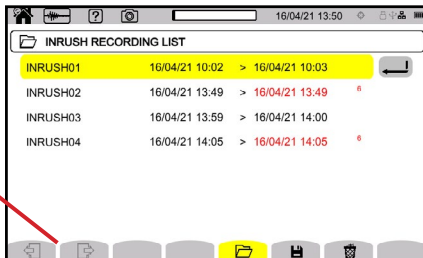 ? 16/04/21 13:50
INRUSH RECORDING LIST
INRUSH01 16/04/21 10:02 > 16/04/21 10:03
INRUSH02 16/04/21 13:49 > 16/04/21 13:49 6
INRUSH03 16/04/21 13:59 > 16/04/21 14:00
INRUSH04 16/04/21 14:05 > 16/04/21 14:05 6